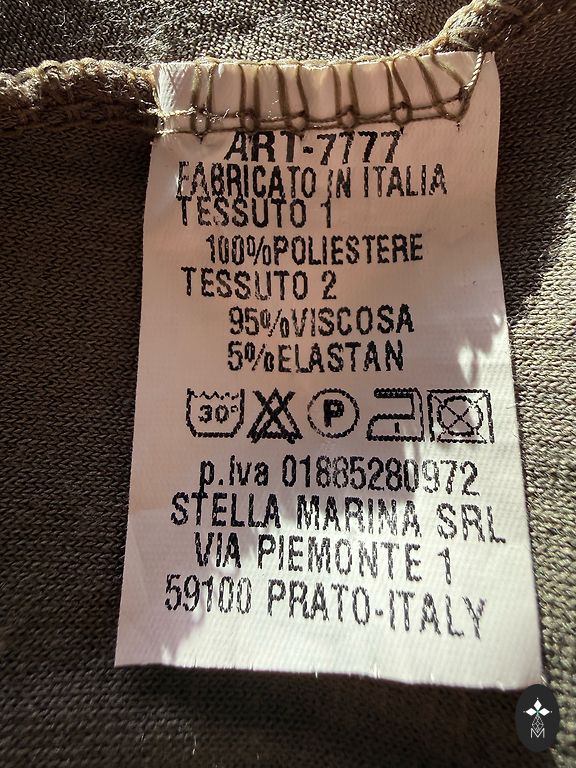 ART-7777
FABRICATO IN ITALIA
TESSUTO 1
100%POLIESTERE
TESSUTO 2
95%VISCOSA
5%ELASTAN
30° P
p.iva 01885280972
STELLA MARINA SRL
VIA PIEMONTE 1
59100 PRATO-ITALY
M